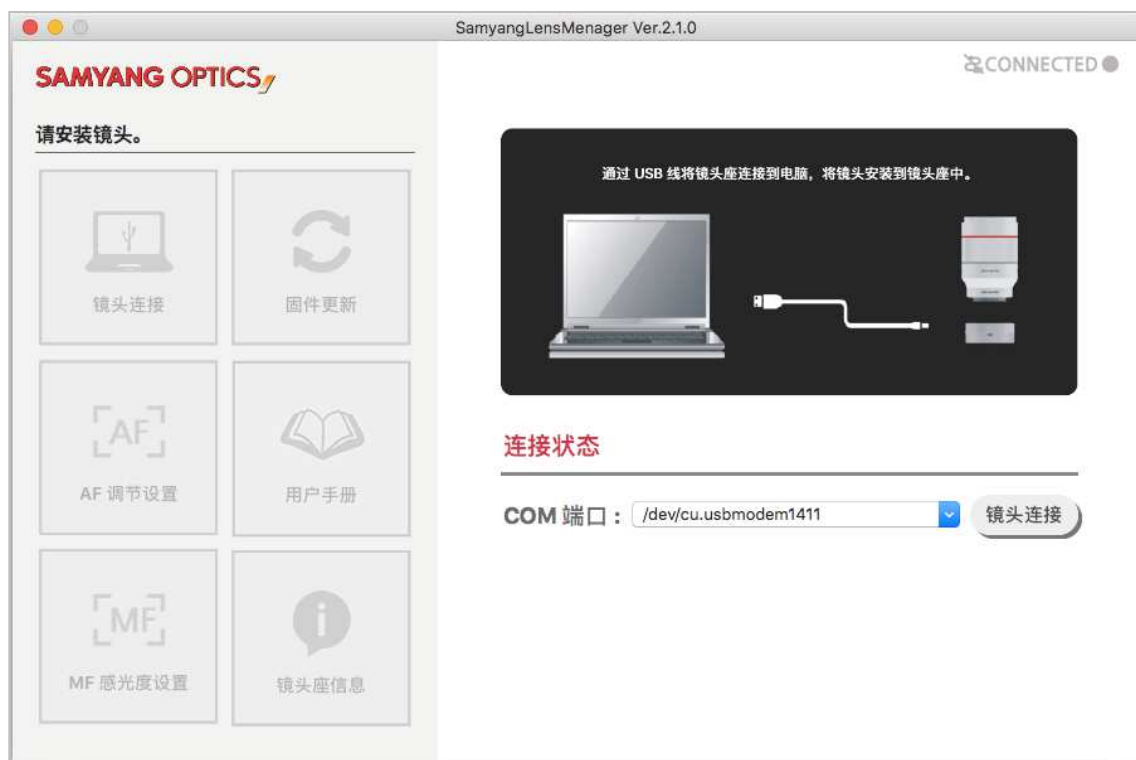 SamyangLensMenager Ver.2.1.0
SAMYANG OPTICS
CONNECTED
请安装镜头。
通过 USB 线将镜头座连接到电脑，将镜头安装到镜头座中。
镜头连接
固件更新
AF
AF 调节设置
用户手册
MF
MF 感光度设置
镜头座信息
连接状态
COM 端口：
/dev/cu.usbmodem1411
镜头连接